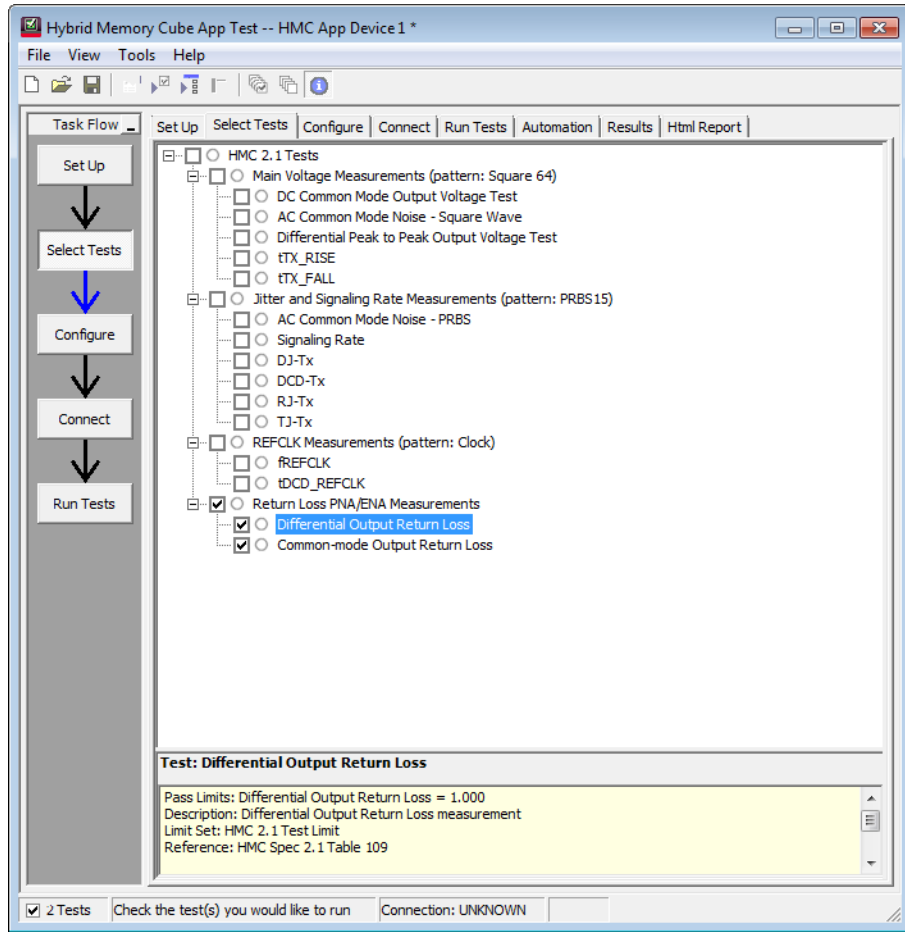 Hybrid Memory Cube App Test -- HMC App Device 1 *
File View Tools Help
Task Flow
Set Up Select Tests Configure Connect Run Tests Automation Results Html Report
Set Up
Select Tests
Configure
Connect
Run Tests
HMC 2.1 Tests
Main Voltage Measurements (pattern: Square 64)
DC Common Mode Output Voltage Test
AC Common Mode Noise - Square Wave
Differential Peak to Peak Output Voltage Test
tTX_RISE
tTX_FALL
Jitter and Signaling Rate Measurements (pattern: PRBS15)
AC Common Mode Noise - PRBS
Signaling Rate
DJ-Tx
DCD-Tx
RJ-Tx
TJ-Tx
REFCLK Measurements (pattern: Clock)
fREFCLK
tDCD_REFCLK
Return Loss PNA/ENA Measurements
Differential Output Return Loss
Common-mode Output Return Loss
Test: Differential Output Return Loss
Pass Limits: Differential Output Return Loss = 1.000
Description: Differential Output Return Loss measurement
Limit Set: HMC 2.1 Test Limit
Reference: HMC Spec 2.1 Table 109
2 Tests Check the test(s) you would like to run Connection: UNKNOWN